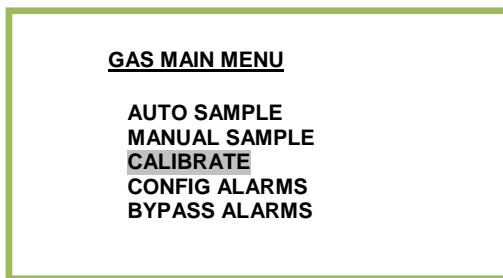 GAS MAIN MENU
AUTO SAMPLE
MANUAL SAMPLE
CALIBRATE
CONFIG ALARMS
BYPASS ALARMS